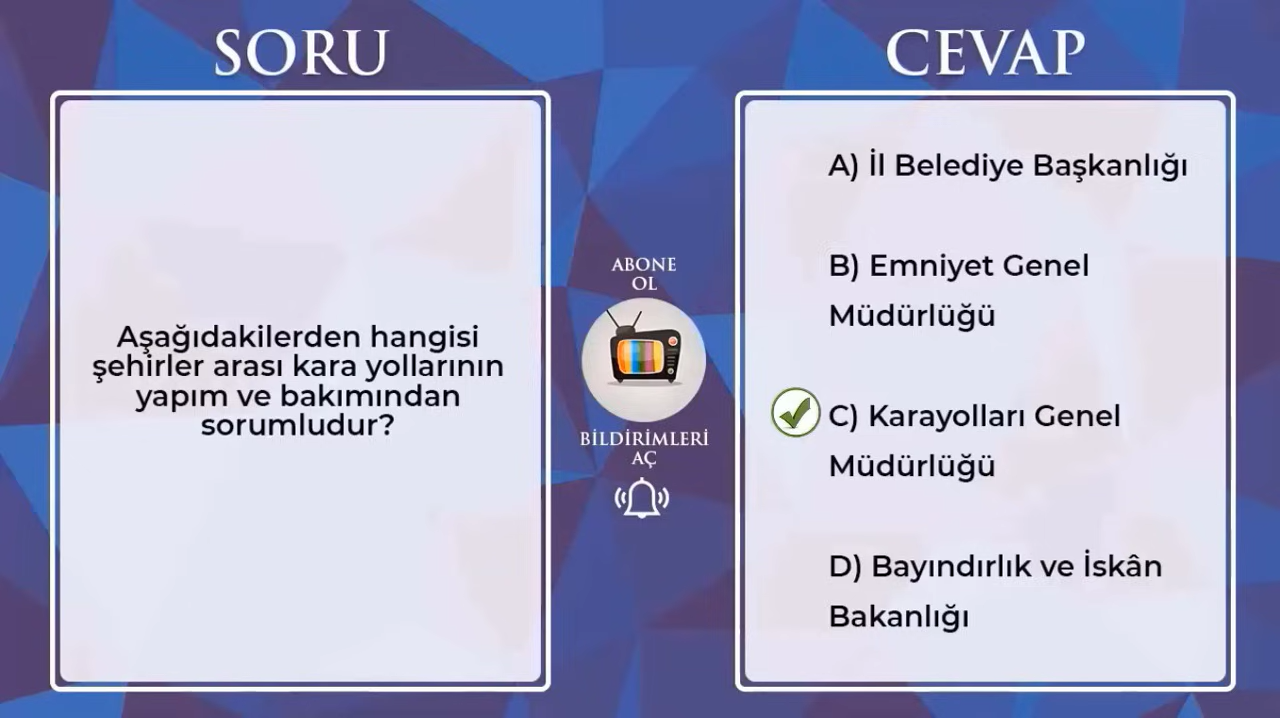 SORU
Aşağıdakilerden hangisi
şehirler arası kara yollarının
yapım ve bakımından
sorumludur?
ABONE
OL
BİLDİRİMLERİ
AÇ
CEVAP
A) İl Belediye Başkanlığı
B) Emniyet Genel
Müdürlüğü
C) Karayolları Genel
Müdürlüğü
D) Bayındırlık ve İskân
Bakanlığı